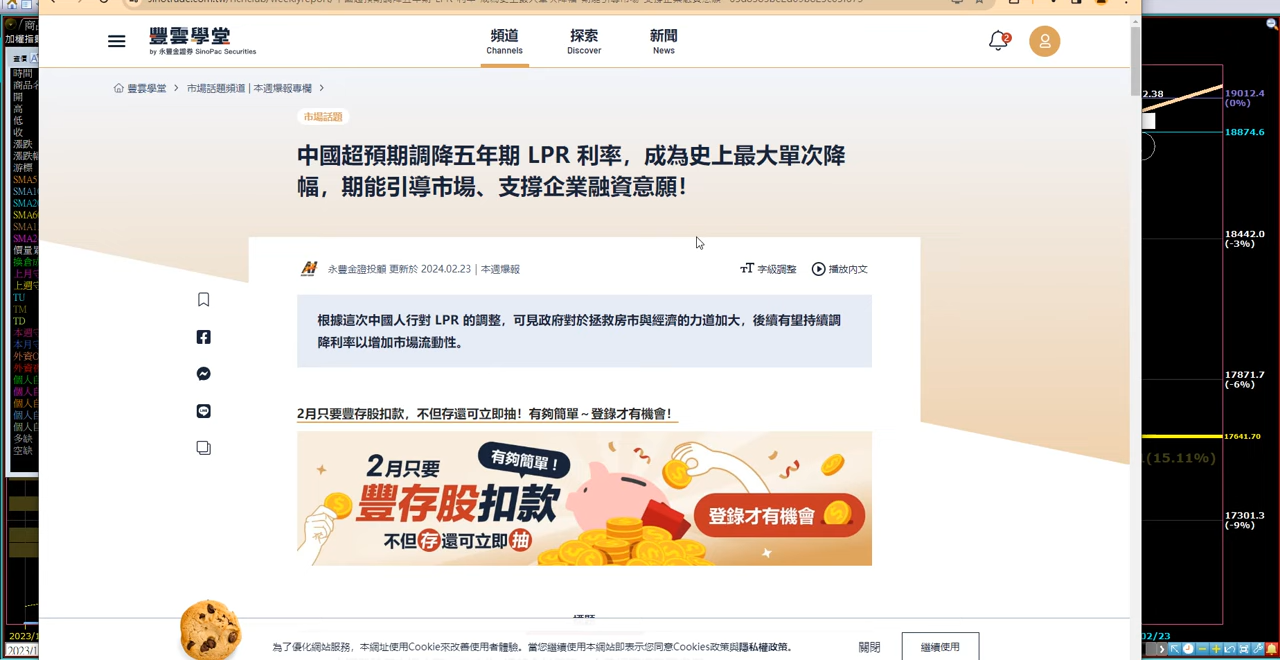 頻道
Channels
探索
Discover
新聞
News
豐雲學堂
by 永豐金證券 SinoPac Securities
2
豐雲學堂
市場話題頻道 | 本週爆報專欄
市場話題
中國超預期調降五年期 LPR 利率，成為史上最大單次降
幅，期能引導市場、支撐企業融資意願！
永豐金證投顧 更新於 2024.02.23 | 本週爆報
字級調整
播放內文
根據這次中國人行對 LPR 的調整，可見政府對於拯救房市與經濟的力道加大，後續有望持續調
降利率以增加市場流動性。
2月只要豐存股扣款，不但存還可立即抽！有夠簡單～登錄才有機會！
2月只要
有夠簡單！
豐存股扣款
不但存還可立即抽
登錄才有機會
為了優化網站服務，本網址使用Cookie來改善使用者體驗。當您繼續使用本網站即表示您同意Cookies政策與隱私權政策。
關閉
繼續使用
時間
開
高
低
收
漲跌
游標
TU
TM
TD
多缺
空缺
2.38
19012.4
(0%)
18874.6
18442.0
(-3%)
17871.7
(-6%)
17641.70
(15.11%)
17301.3
(-9%)
02/23